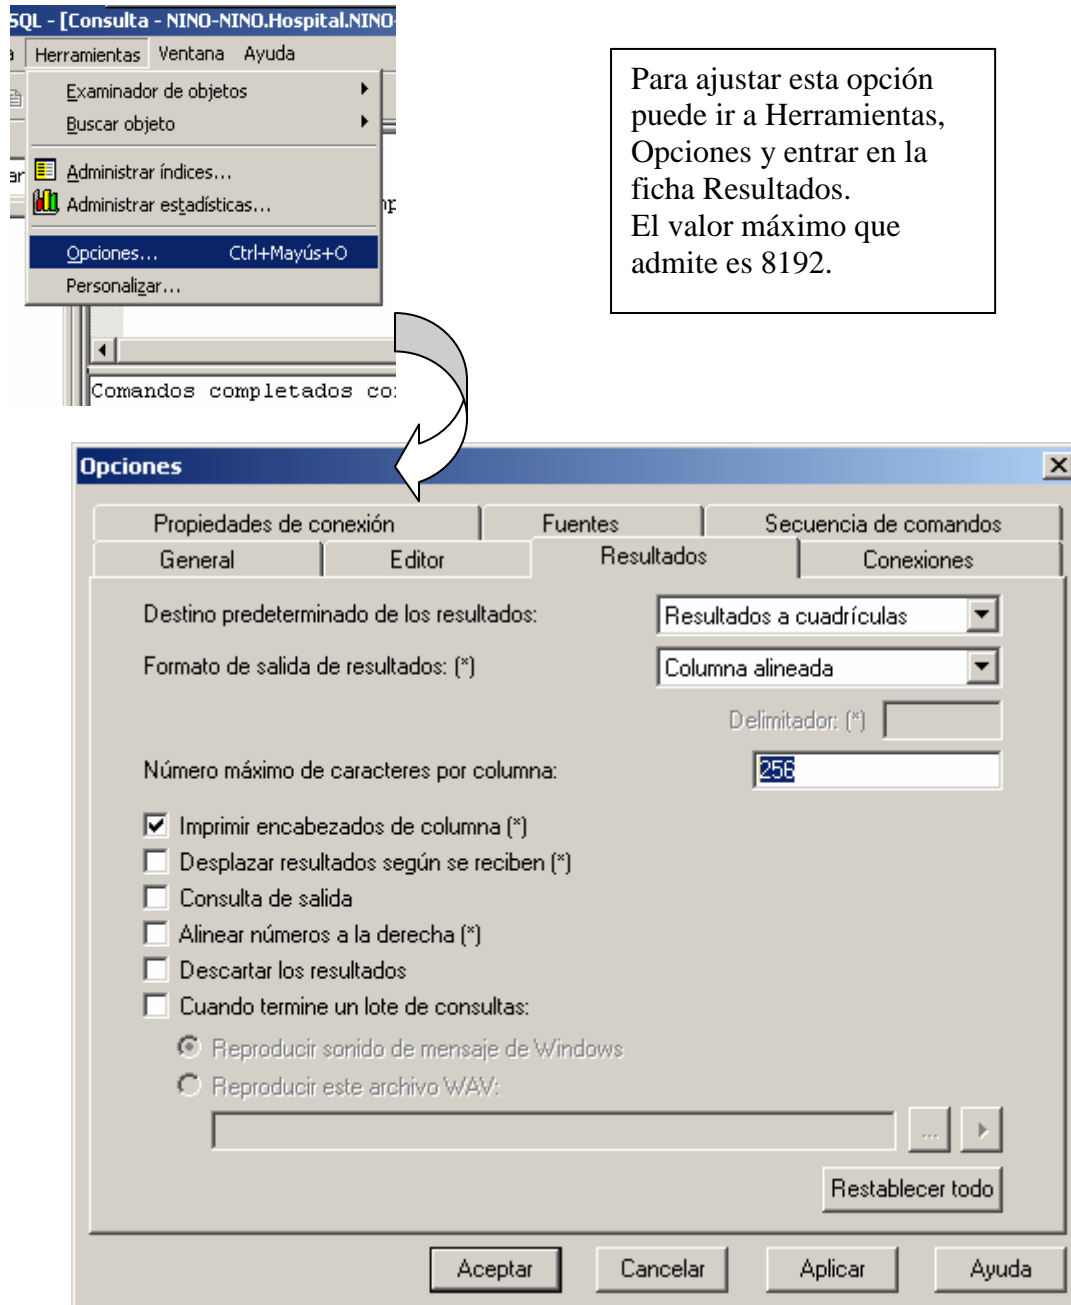 SQL - [Consulta - NINO-NINO.Hospital.NINO-
Herramientas Ventana Ayuda
Examinador de objetos
Buscar objeto
Administrar índices...
Administrar estadísticas...
Opciones... Ctrl+Mayús+O
Personalizar...
Comandos completados co
Para ajustar esta opción
puede ir a Herramientas,
Opciones y entrar en la
ficha Resultados.
El valor máximo que
admite es 8192.
Opciones
Propiedades de conexión Fuentes Secuencia de comandos
General Editor Resultados Conexiones
Destino predeterminado de los resultados: Resultados a cuadrículas
Formato de salida de resultados: (*) Columna alineada
Delimitador: (*)
Número máximo de caracteres por columna: 256
Imprimir encabezados de columna (*)
Desplazar resultados según se reciben (*)
Consulta de salida
Alinear números a la derecha (*)
Descartar los resultados
Cuando termine un lote de consultas:
Reproducir sonido de mensaje de Windows
Reproducir este archivo WAV:
...
Restablecer todo
Aceptar Cancelar Aplicar Ayuda